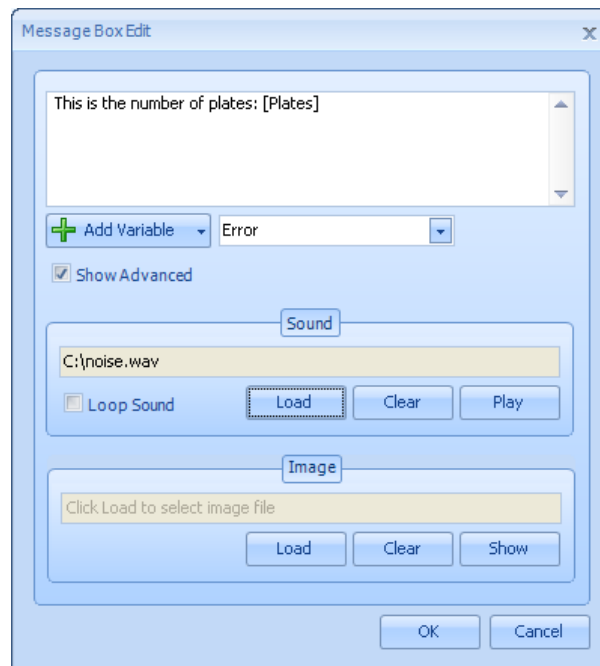 Message Box Edit
This is the number of plates: [Plates]
Add Variable
Error
Show Advanced
Sound
C:\noise.wav
Loop Sound
Load
Clear
Play
Image
Click Load to select image file
Load
Clear
Show
OK
Cancel